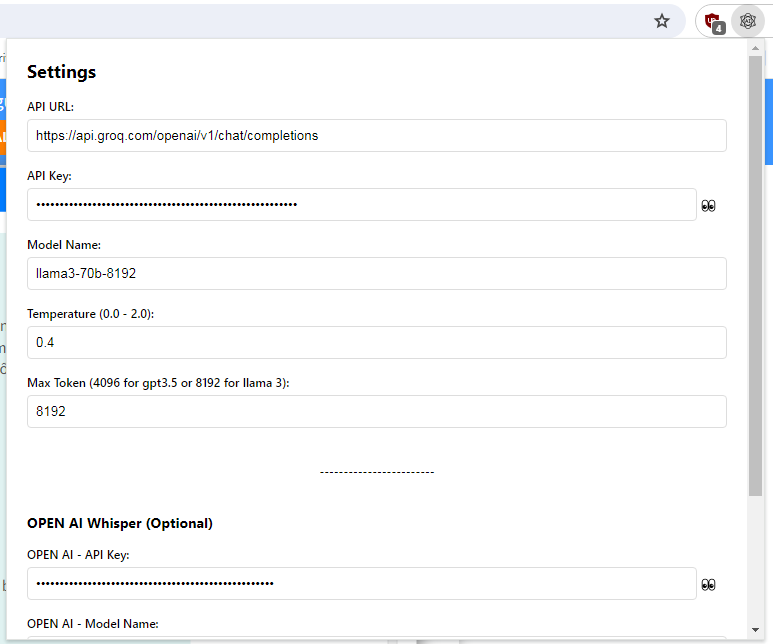 4
Settings
API URL:
https://api.groq.com/openai/v1/chat/completions
API Key:
••••••••••••••••••••••••••••••••••••••••••••••••••••••••
Model Name:
llama3-70b-8192
Temperature (0.0 - 2.0):
0.4
Max Token (4096 for gpt3.5 or 8192 for llama 3):
8192
------------------------
OPEN AI Whisper (Optional)
OPEN AI - API Key:
•••••••••••••••••••••••••••••••••••••••••••••••••••
OPEN AI - Model Name: